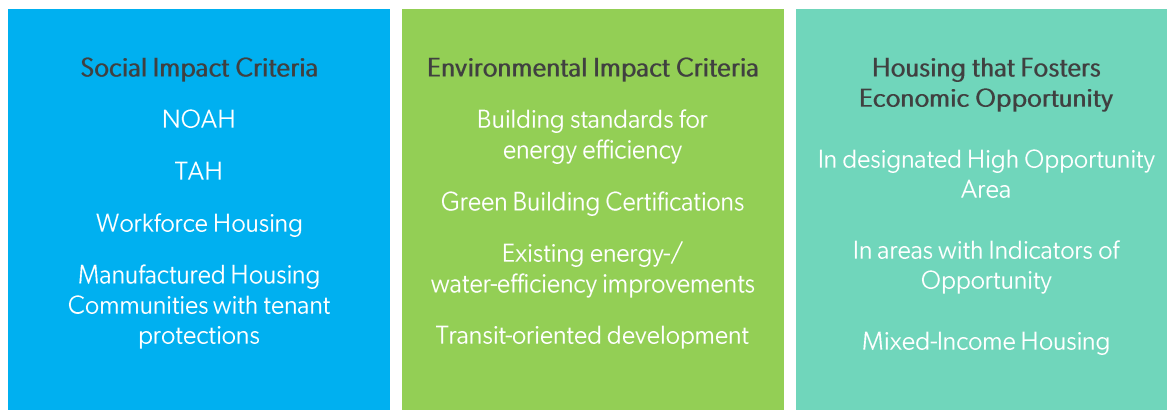 Social Impact Criteria
NOAH
TAH
Workforce Housing
Manufactured Housing
Communities with tenant
protections
Environmental Impact Criteria
Building standards for
energy efficiency
Green Building Certifications
Existing energy-/
water-efficiency improvements
Transit-oriented development
Housing that Fosters
Economic Opportunity
In designated High Opportunity
Area
In areas with Indicators of
Opportunity
Mixed-Income Housing